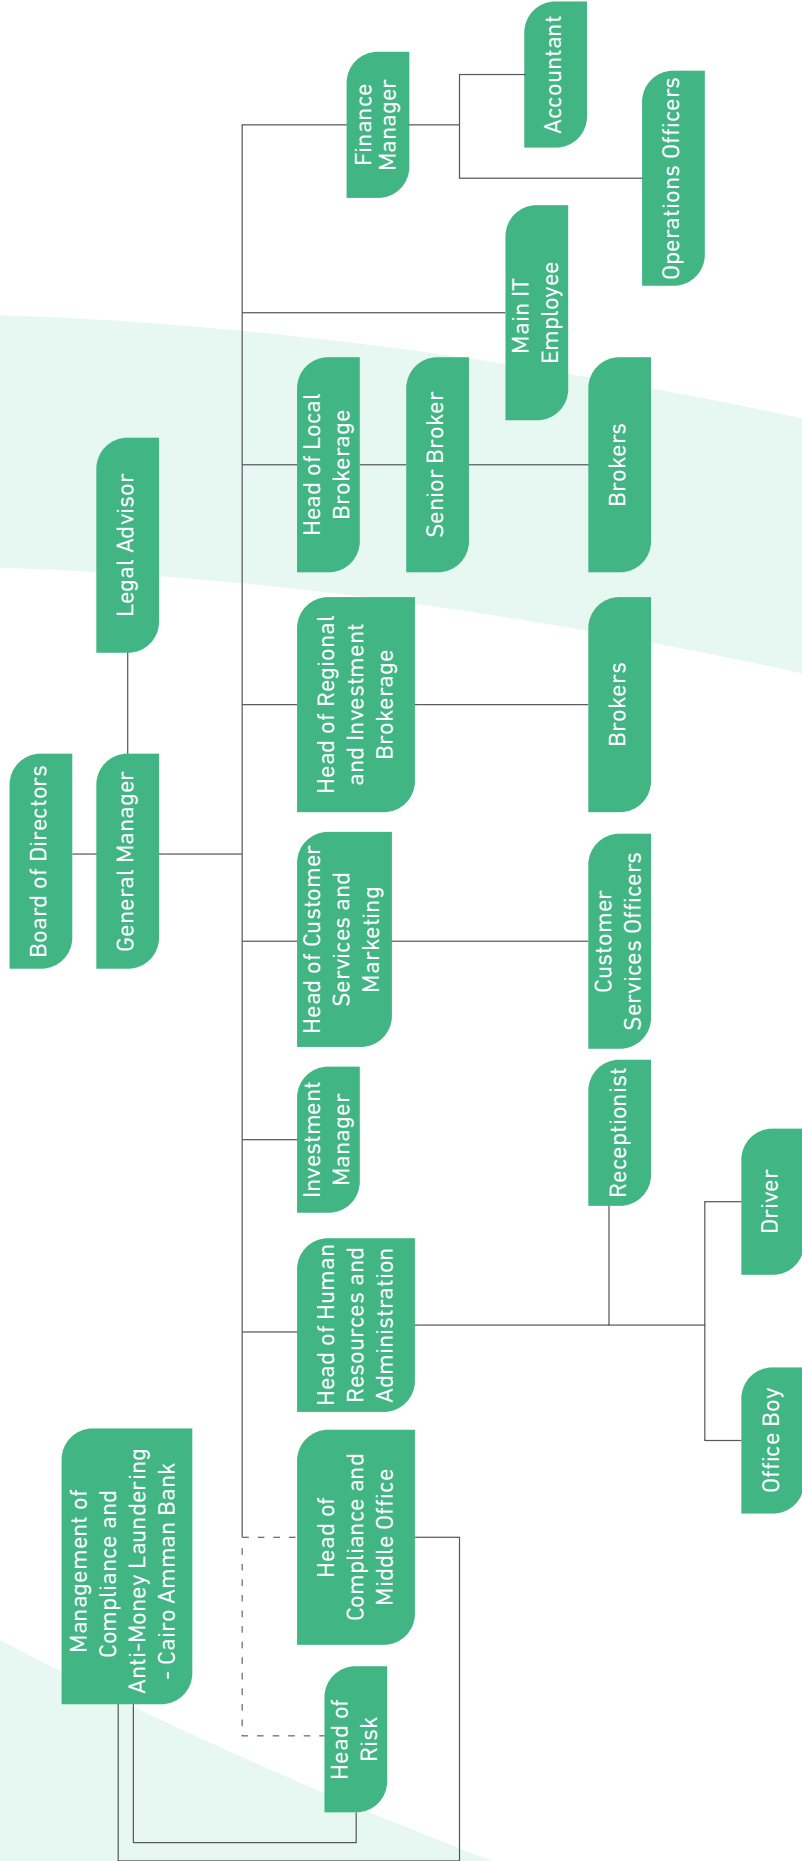 Board of Directors
General Manager
Legal Advisor
Management of
Compliance and
Anti-Money Laundering
- Cairo Amman Bank
Head of
Risk
Head of
Compliance and
Middle Office
Head of Human
Resources and
Administration
Investment
Manager
Head of Customer
Services and
Marketing
Head of Regional
and Investment
Brokerage
Head of Local
Brokerage
Senior Broker
Main IT
Employee
Finance
Manager
Accountant
Operations Officers
Receptionist
Customer
Services Officers
Brokers
Brokers
Office Boy
Driver